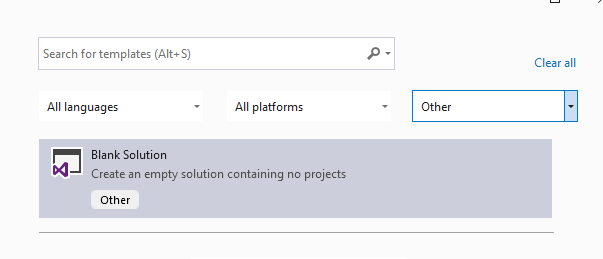 Search for templates (Alt+S)
Clear all
All languages
All platforms
Other
Blank Solution
Create an empty solution containing no projects
Other